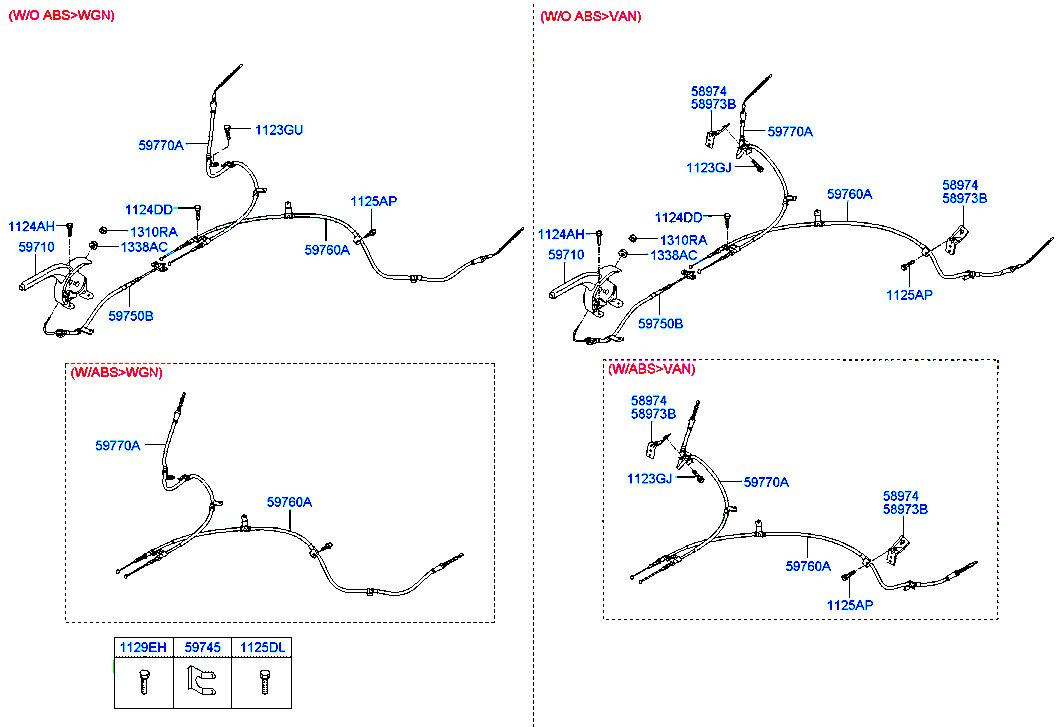 (W/O ABS>WGN)
59770A
1123GU
1124DD
1125AP
1124AH
1310RA
59710
1338AC
59760A
59750B
(W/O ABS>VAN)
58974
58973B
59770A
1123GJ
59760A
58974
58973B
1124DD
1124AH
1310RA
59710
1338AC
1125AP
59750B
(W/ABS>WGN)
59770A
59760A
(W/ABS>VAN)
58974
58973B
1123GJ
59770A
58974
58973B
59760A
1125AP
1129EH 59745 1125DL